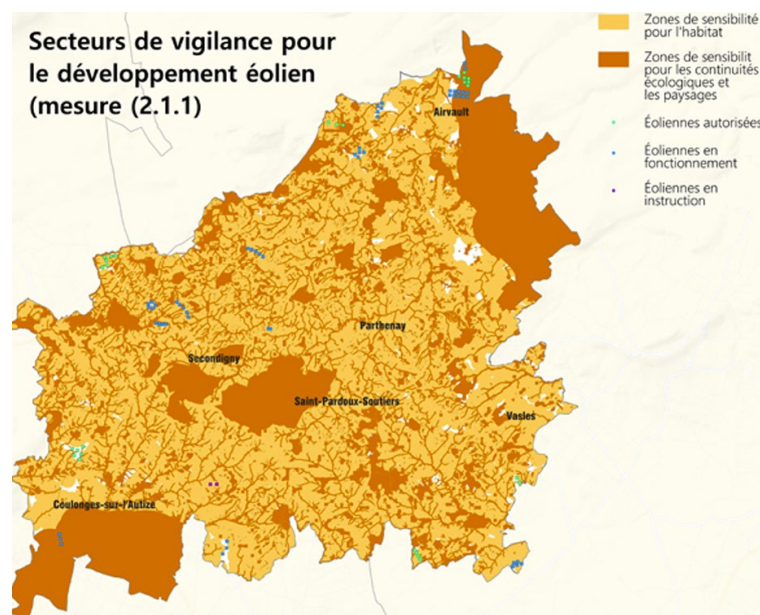 Secteurs de vigilance pour
le développement éolien
(mesure (2.1.1)
Zones de sensibilité
pour l'habitat
Zones de sensibilit
pour les continuités
écologiques et
les paysages
Éoliennes autorisées
Éoliennes en
fonctionnement
Éoliennes en
instruction
Airvault
Parthenay
Secondigny
Saint-Pardoux-Soutiers
Vasles
Coulonges-sur-l'Autize